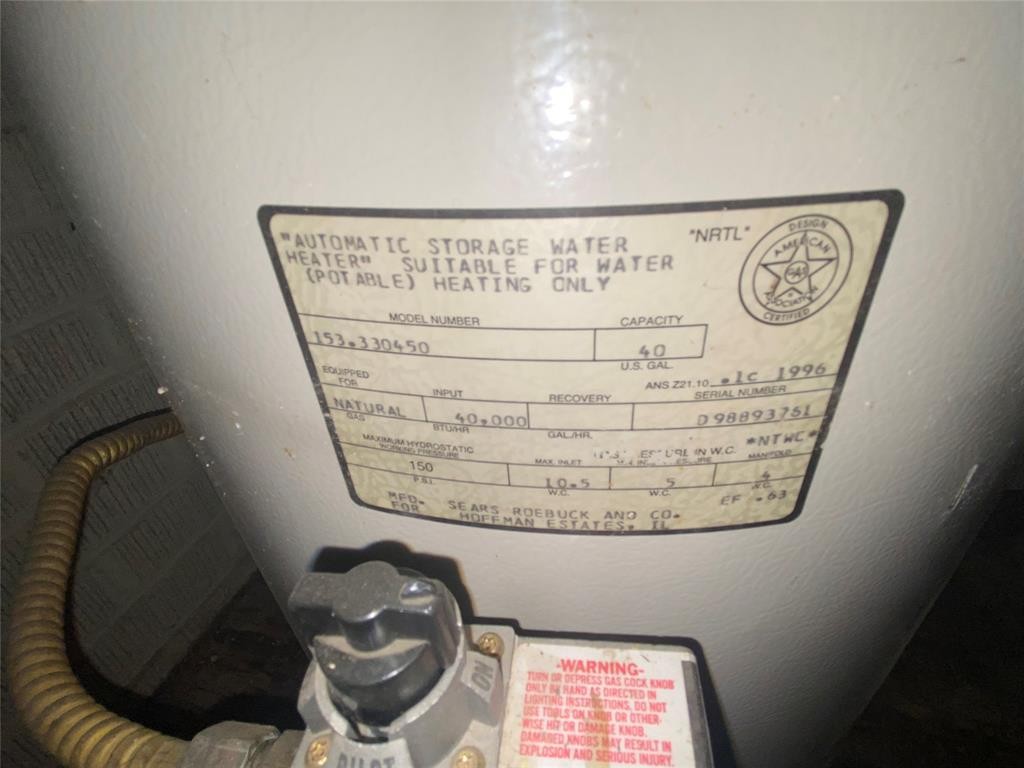 "AUTOMATIC STORAGE WATER
HEATER" SUITABLE FOR WATER
(POTABLE) HEATING ONLY
"NRTL"
DESIGN
AMERICAN
GAS
ASSOCIATION
CERTIFIED
MODEL NUMBER
CAPACITY
153.330450
40
U.S. GAL.
ANS Z21.10 .1c 1996
EQUIPPED
FOR
INPUT
RECOVERY
SERIAL NUMBER
NATURAL
40,000
D98893761
GAS
BTU/HR
GAL/HR.
*NTWC*
MAXIMUM HYDROSTATIC
WORKING PRESSURE
IN W.C.
MAX. INLET
MANIFOLD
150
10.5
5
4
P.S.I.
W.C.
W.C.
W.C.
MFD.
FOR
SEARS ROEBUCK AND CO.
HOFFMAN ESTATES, IL
EF .63
ON
PILOT
-WARNING-
TURN OR DEPRESS GAS COCK KNOB
ONLY BY HAND AS DIRECTED IN
LIGHTING INSTRUCTIONS. DO NOT
USE TOOLS ON KNOB OR OTHER-
WISE HIT OR DAMAGE KNOB.
DAMAGED KNOBS MAY RESULT IN
EXPLOSION AND SERIOUS INJURY.